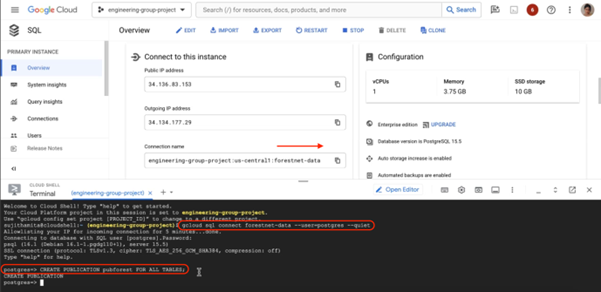 Google Cloud
engineering-group-project
Search (/) for resources, docs, products, and more
Search
6
SQL
Overview
EDIT
IMPORT
EXPORT
RESTART
STOP
DELETE
CLONE
PRIMARY INSTANCE
Overview
System insights
Query insights
Connections
Users
Release Notes
Connect to this instance
Public IP address
34.136.83.153
Outgoing IP address
34.134.177.29
Connection name
engineering-group-project:us-central1:forestnet-data
Configuration
vCPUs
Memory
SSD storage
1
3.75 GB
10 GB
Enterprise edition
UPGRADE
Database version is PostgreSQL 15.5
Auto storage increase is enabled
Automated backups are enabled
CLOUD SHELL
Terminal
(engineering-group-project)
Open Editor
Welcome to Cloud Shell! Type "help" to get started.
Your Cloud Platform project in this session is set to engineering-group-project.
Use "gcloud config set project [PROJECT_ID]" to change to a different project.
(engineering-group-project)$ gcloud sql connect forestnet-data --user=postgres --quiet
Allowlisting your IP for incoming connection for 5 minutes...done.
Connecting to database with SQL user [postgres].Password:
psql (16.1 (Debian 16.1-1.pgdg110+1), server 15.5)
SSL connection (protocol: TLSv1.3, cipher: TLS_AES_256_GCM_SHA384, compression: off)
Type "help" for help.
postgres=> CREATE PUBLICATION pubforest FOR ALL TABLES;
CREATE PUBLICATION
postgres=>